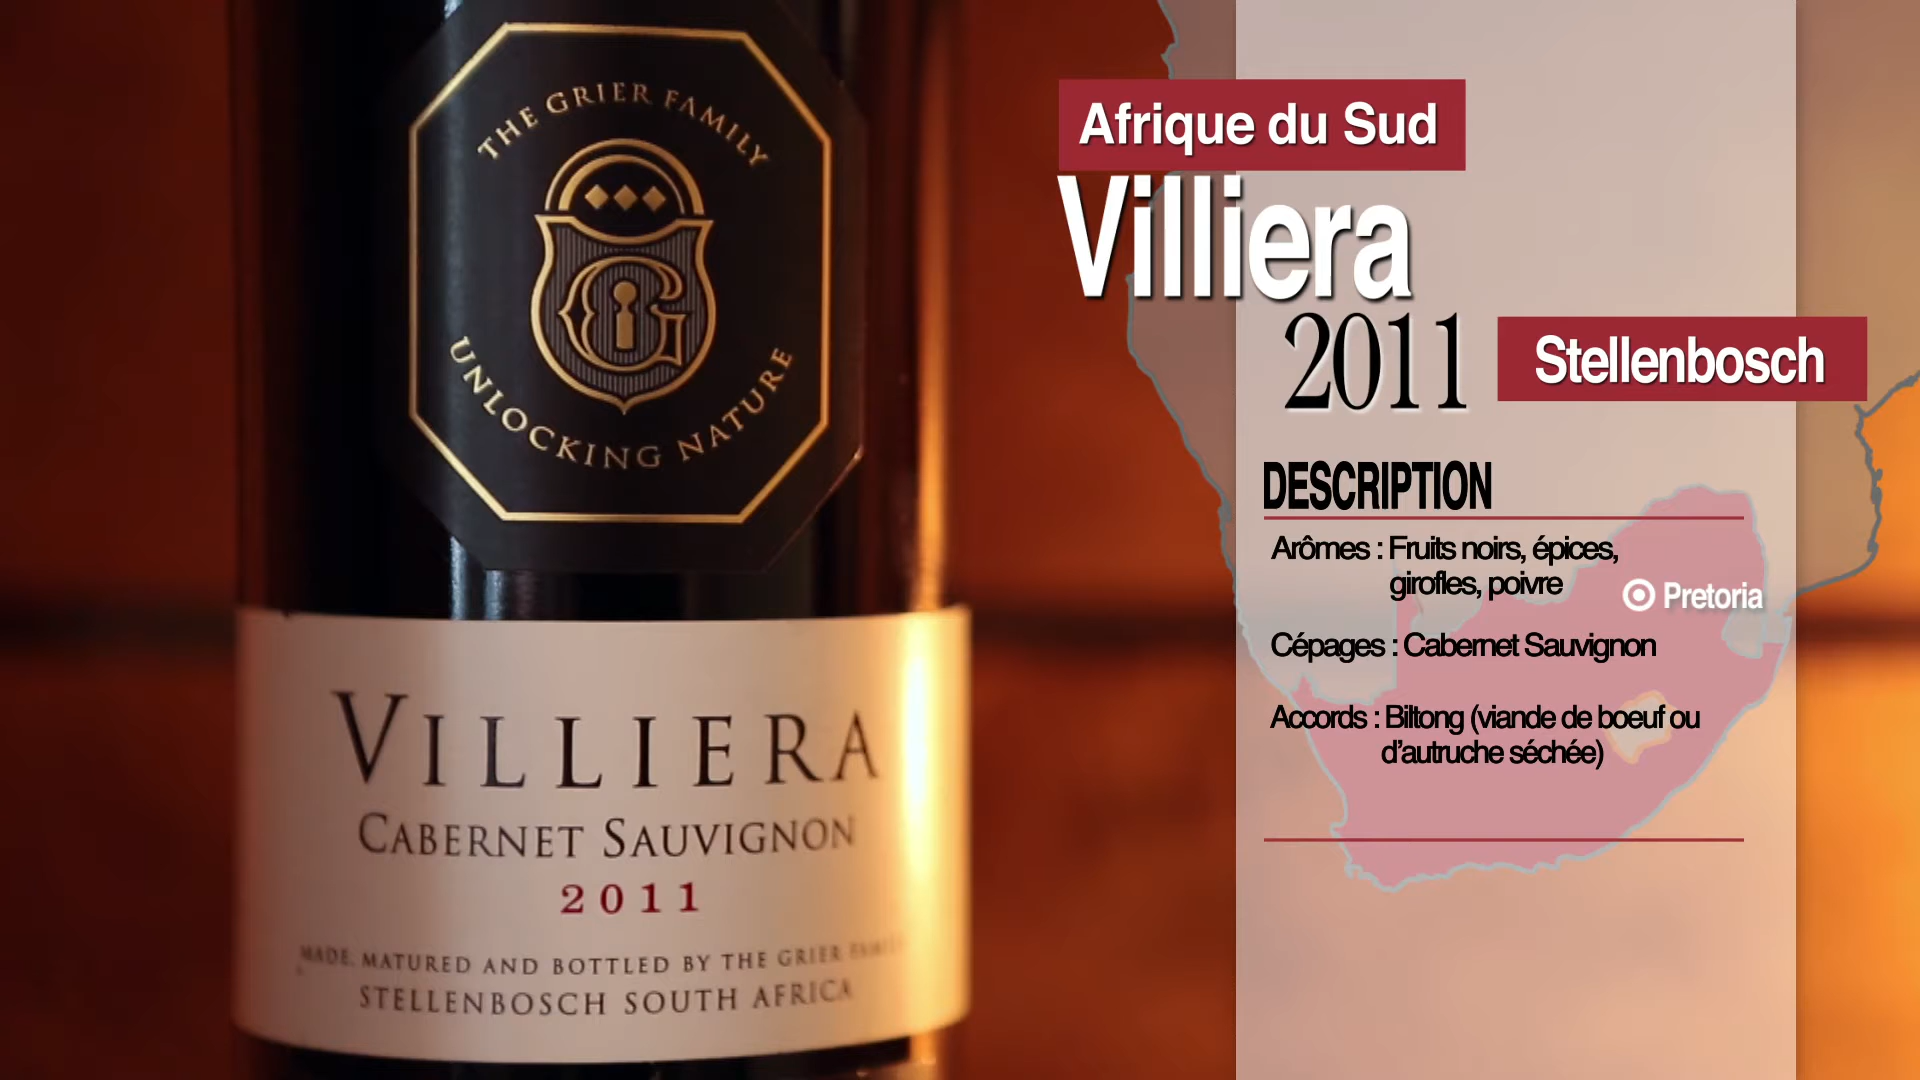 THE GRIER FAMILY
G
UNLOCKING NATURE
VILLIERA
CABERNET SAUVIGNON
2011
MADE, MATURED AND BOTTLED BY THE GRIER FAMILY
STELLENBOSCH SOUTH AFRICA
Afrique du Sud
Villiera
2011
Stellenbosch
DESCRIPTION
Arômes : Fruits noirs, épices,
girofles, poivre
Pretoria
Cépages : Cabernet Sauvignon
Accords : Biltong (viande de boeuf ou
d'autruche séchée)